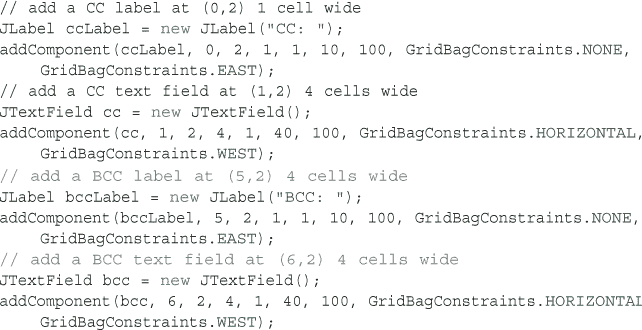 // add a CC label at (0,2) 1 cell wide
JLabel ccLabel = new JLabel("CC: ");
addComponent(ccLabel, 0, 2, 1, 1, 10, 100, GridBagConstraints.NONE,
GridBagConstraints.EAST);
// add a CC text field at (1,2) 4 cells wide
JTextField cc = new JTextField();
addComponent(cc, 1, 2, 4, 1, 40, 100, GridBagConstraints.HORIZONTAL,
GridBagConstraints.WEST);
// add a BCC label at (5,2) 4 cells wide
JLabel bccLabel = new JLabel("BCC: ");
addComponent(bccLabel, 5, 2, 1, 1, 10, 100, GridBagConstraints.NONE,
GridBagConstraints.EAST);
// add a BCC text field at (6,2) 4 cells wide
JTextField bcc = new JTextField();
addComponent(bcc, 6, 2, 4, 1, 40, 100, GridBagConstraints.HORIZONTAL
GridBagConstraints.WEST);